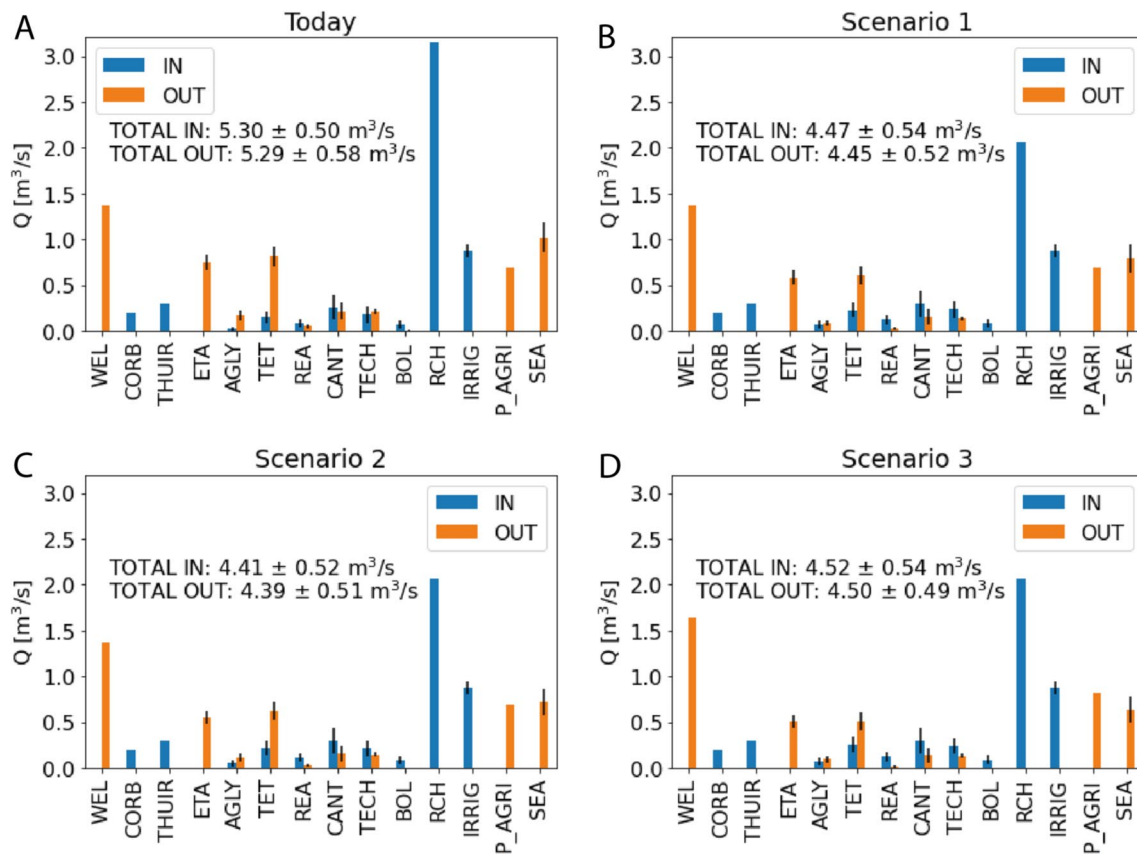 A
Today
Q [m³/s]
3.0
2.5
2.0
1.5
1.0
0.5
0.0
IN
OUT
TOTAL IN: 5.30 ± 0.50 m³/s
TOTAL OUT: 5.29 ± 0.58 m³/s
WEL
CORB
THUIR
ETA
AGLY
TET
REA
CANT
TECH
BOL
RCH
IRRIG
P_AGRI
SEA
B
Scenario 1
Q [m³/s]
3.0
2.5
2.0
1.5
1.0
0.5
0.0
IN
OUT
TOTAL IN: 4.47 ± 0.54 m³/s
TOTAL OUT: 4.45 ± 0.52 m³/s
WEL
CORB
THUIR
ETA
AGLY
TET
REA
CANT
TECH
BOL
RCH
IRRIG
P_AGRI
SEA
C
Scenario 2
Q [m³/s]
3.0
2.5
2.0
1.5
1.0
0.5
0.0
IN
OUT
TOTAL IN: 4.41 ± 0.52 m³/s
TOTAL OUT: 4.39 ± 0.51 m³/s
WEL
CORB
THUIR
ETA
AGLY
TET
REA
CANT
TECH
BOL
RCH
IRRIG
P_AGRI
SEA
D
Scenario 3
Q [m³/s]
3.0
2.5
2.0
1.5
1.0
0.5
0.0
IN
OUT
TOTAL IN: 4.52 ± 0.54 m³/s
TOTAL OUT: 4.50 ± 0.49 m³/s
WEL
CORB
THUIR
ETA
AGLY
TET
REA
CANT
TECH
BOL
RCH
IRRIG
P_AGRI
SEA